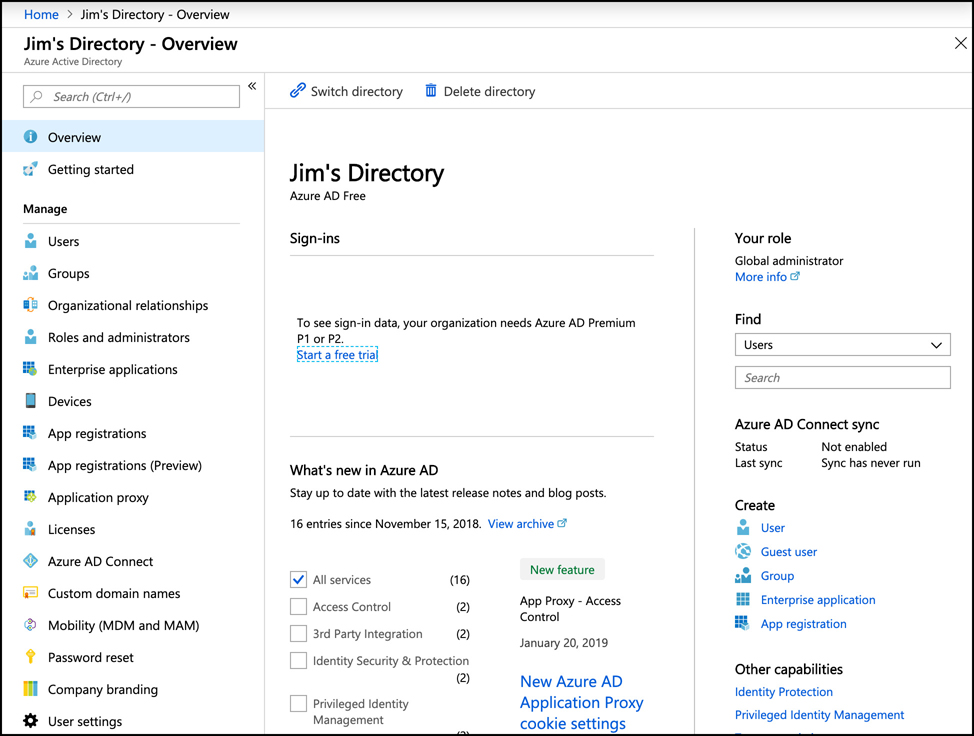 Home > Jim's Directory - Overview
Jim's Directory - Overview
Azure Active Directory
Search (Ctrl+/)
«
Overview
Getting started
Manage
Users
Groups
Organizational relationships
Roles and administrators
Enterprise applications
Devices
App registrations
App registrations (Preview)
Application proxy
Licenses
Azure AD Connect
Custom domain names
Mobility (MDM and MAM)
Password reset
Company branding
User settings
Switch directory
Delete directory
Jim's Directory
Azure AD Free
Sign-ins
To see sign-in data, your organization needs Azure AD Premium
P1 or P2.
Start a free trial
What's new in Azure AD
Stay up to date with the latest release notes and blog posts.
16 entries since November 15, 2018. View archive
All services (16)
Access Control (2)
3rd Party Integration (2)
Identity Security & Protection
(2)
Privileged Identity
Management
New feature
App Proxy - Access
Control
January 20, 2019
New Azure AD
Application Proxy
cookie settings
Your role
Global administrator
More info
Find
Users
Search
Azure AD Connect sync
Status Not enabled
Last sync Sync has never run
Create
User
Guest user
Group
Enterprise application
App registration
Other capabilities
Identity Protection
Privileged Identity Management